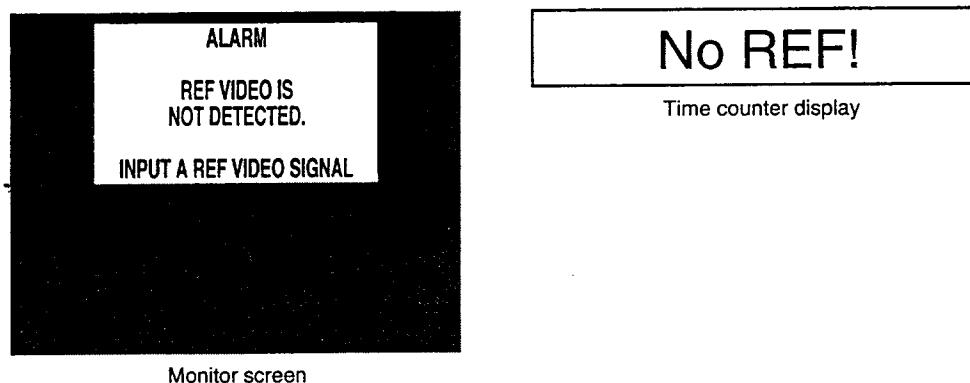 ALARM
REF VIDEO IS
NOT DETECTED.
INPUT A REF VIDEO SIGNAL
Monitor screen
No REF!
Time counter display